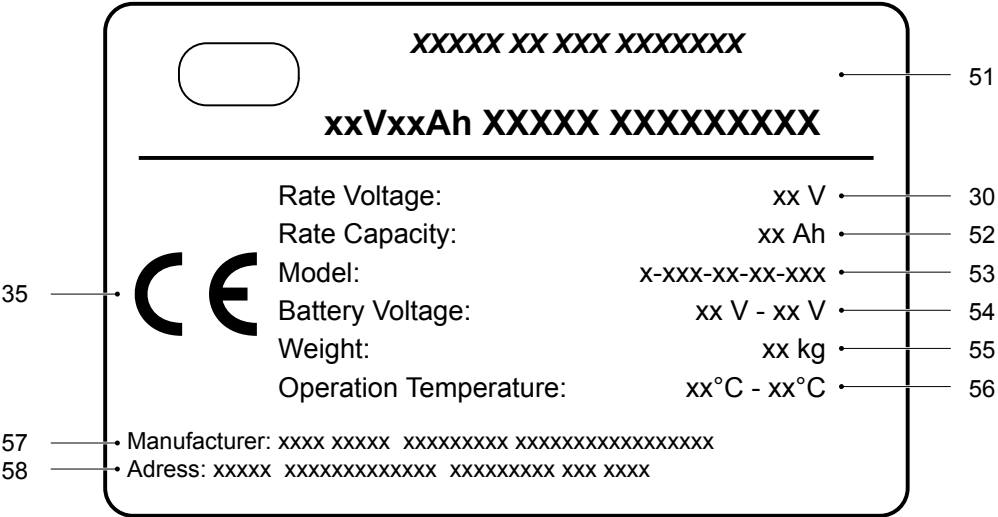 XXXXX XX XXX XXXXXXX
51
xxVxxAh XXXXX XXXXXXXXX
Rate Voltage: xx V 30
Rate Capacity: xx Ah 52
Model: x-xxx-xx-xx-xxx 53
35 CE
Battery Voltage: xx V - xx V 54
Weight: xx kg 55
Operation Temperature: xx°C - xx°C 56
57 Manufacturer: xxxx xxxxx xxxxxxxxx xxxxxxxxxxxxxxxxx
58 Adress: xxxxx xxxxxxxxxxxxx xxxxxxxxx xxx xxxx